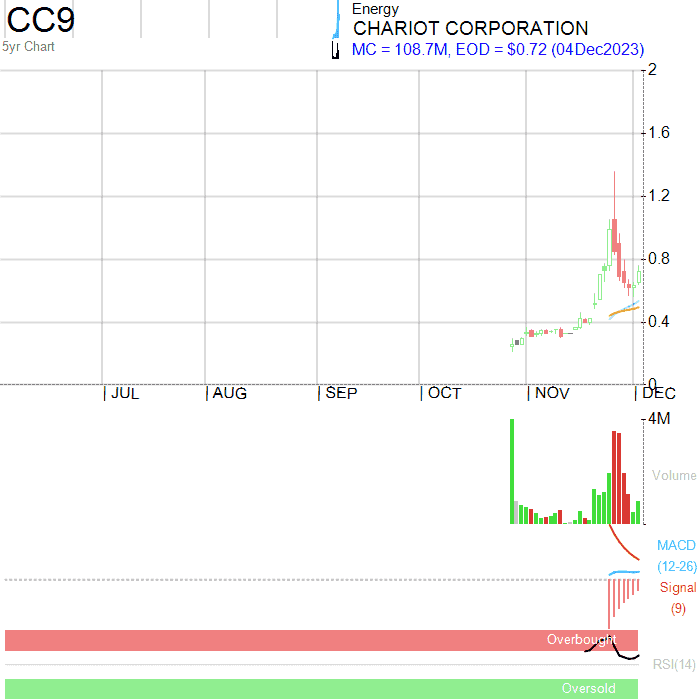 CC9
5yr Chart
Energy
CHARIOT CORPORATION
MC = 108.7M, EOD = $0.72 (04Dec2023)
2
1.6
1.2
0.8
0.4
0
JUL AUG SEP OCT NOV DEC
4M
Volume
MACD
(12-26)
Signal
(9)
Overbought
RSI(14)
Oversold